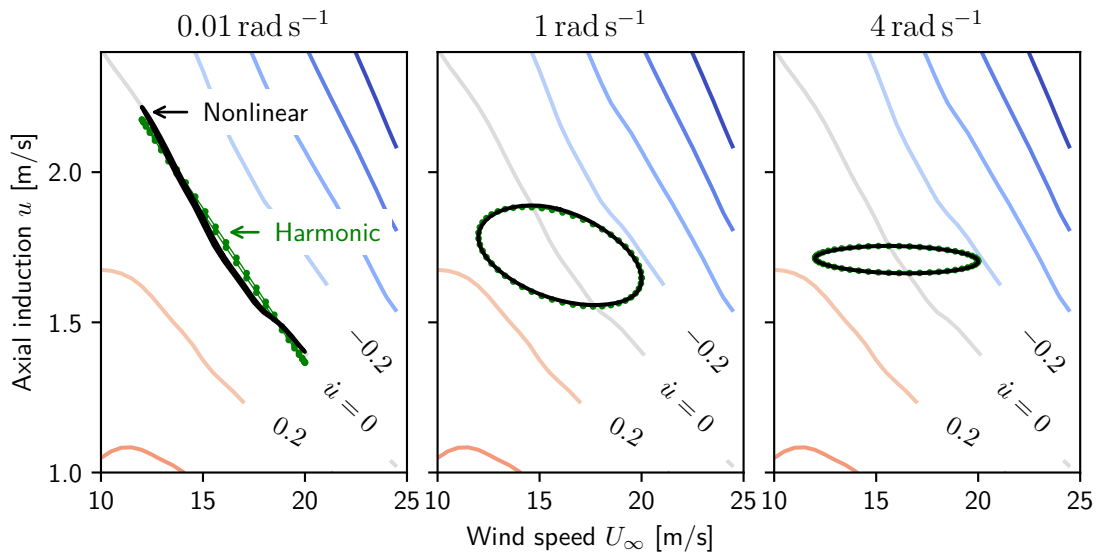 0.01 rad s⁻¹
1 rad s⁻¹
4 rad s⁻¹
Axial induction u [m/s]
2.0
1.5
1.0
Nonlinear
Harmonic
−0.2
u̇ = 0
0.2
−0.2
u̇ = 0
0.2
−0.2
u̇ = 0
0.2
10 15 20 25
10 15 20 25
10 15 20 25
Wind speed U∞ [m/s]